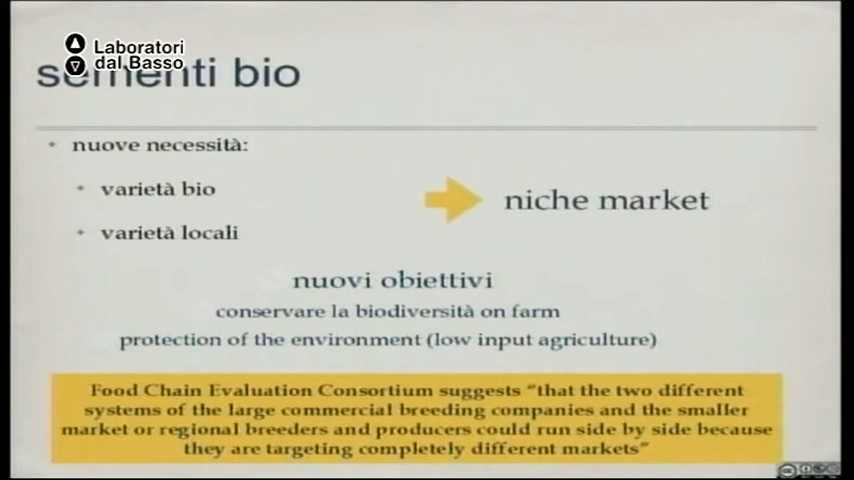 Laboratori
dal Basso
sementi bio
nuove necessità:
varietà bio
varietà locali
niche market
nuovi obiettivi
conservare la biodiversità on farm
protection of the environment (low input agriculture)
Food Chain Evaluation Consortium suggests “that the two different
systems of the large commercial breeding companies and the smaller
market or regional breeders and producers could run side by side because
they are targeting completely different markets”